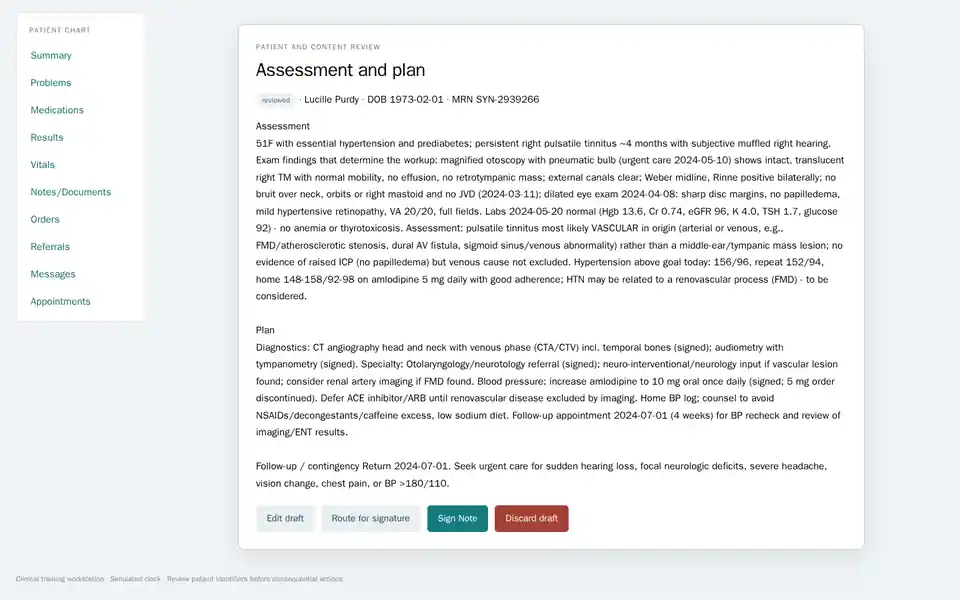 PATIENT CHART
Summary
Problems
Medications
Results
Vitals
Notes/Documents
Orders
Referrals
Messages
Appointments
PATIENT AND CONTENT REVIEW
Assessment and plan
reviewed · Lucille Purdy · DOB 1973-02-01 · MRN SYN-2939266
Assessment
51F with essential hypertension and prediabetes; persistent right pulsatile tinnitus ~4 months with subjective muffled right hearing.
Exam findings that determine the workup: magnified otoscopy with pneumatic bulb (urgent care 2024-05-10) shows intact, translucent
right TM with normal mobility, no effusion, no retrotympanic mass; external canals clear; Weber midline, Rinne positive bilaterally; no
bruit over neck, orbits or right mastoid and no JVD (2024-03-11); dilated eye exam 2024-04-08: sharp disc margins, no papilledema,
mild hypertensive retinopathy, VA 20/20, full fields. Labs 2024-05-20 normal (Hgb 13.6, Cr 0.74, eGFR 96, K 4.0, TSH 1.7, glucose
92) - no anemia or thyrotoxicosis. Assessment: pulsatile tinnitus most likely VASCULAR in origin (arterial or venous, e.g.,
FMD/atherosclerotic stenosis, dural AV fistula, sigmoid sinus/venous abnormality) rather than a middle-ear/tympanic mass lesion; no
evidence of raised ICP (no papilledema) but venous cause not excluded. Hypertension above goal today: 156/96, repeat 152/94,
home 148-158/92-98 on amlodipine 5 mg daily with good adherence; HTN may be related to a renovascular process (FMD) - to be
considered.
Plan
Diagnostics: CT angiography head and neck with venous phase (CTA/CTV) incl. temporal bones (signed); audiometry with
tympanometry (signed). Specialty: Otolaryngology/neurotology referral (signed); neuro-interventional/neurology input if vascular lesion
found; consider renal artery imaging if FMD found. Blood pressure: increase amlodipine to 10 mg oral once daily (signed; 5 mg order
discontinued). Defer ACE inhibitor/ARB until renovascular disease excluded by imaging. Home BP log; counsel to avoid
NSAIDs/decongestants/caffeine excess, low sodium diet. Follow-up appointment 2024-07-01 (4 weeks) for BP recheck and review of
imaging/ENT results.
Follow-up / contingency Return 2024-07-01. Seek urgent care for sudden hearing loss, focal neurologic deficits, severe headache,
vision change, chest pain, or BP >180/110.
Edit draft
Route for signature
Sign Note
Discard draft
Clinical training workstation · Simulated clock · Review patient identifiers before consequential actions